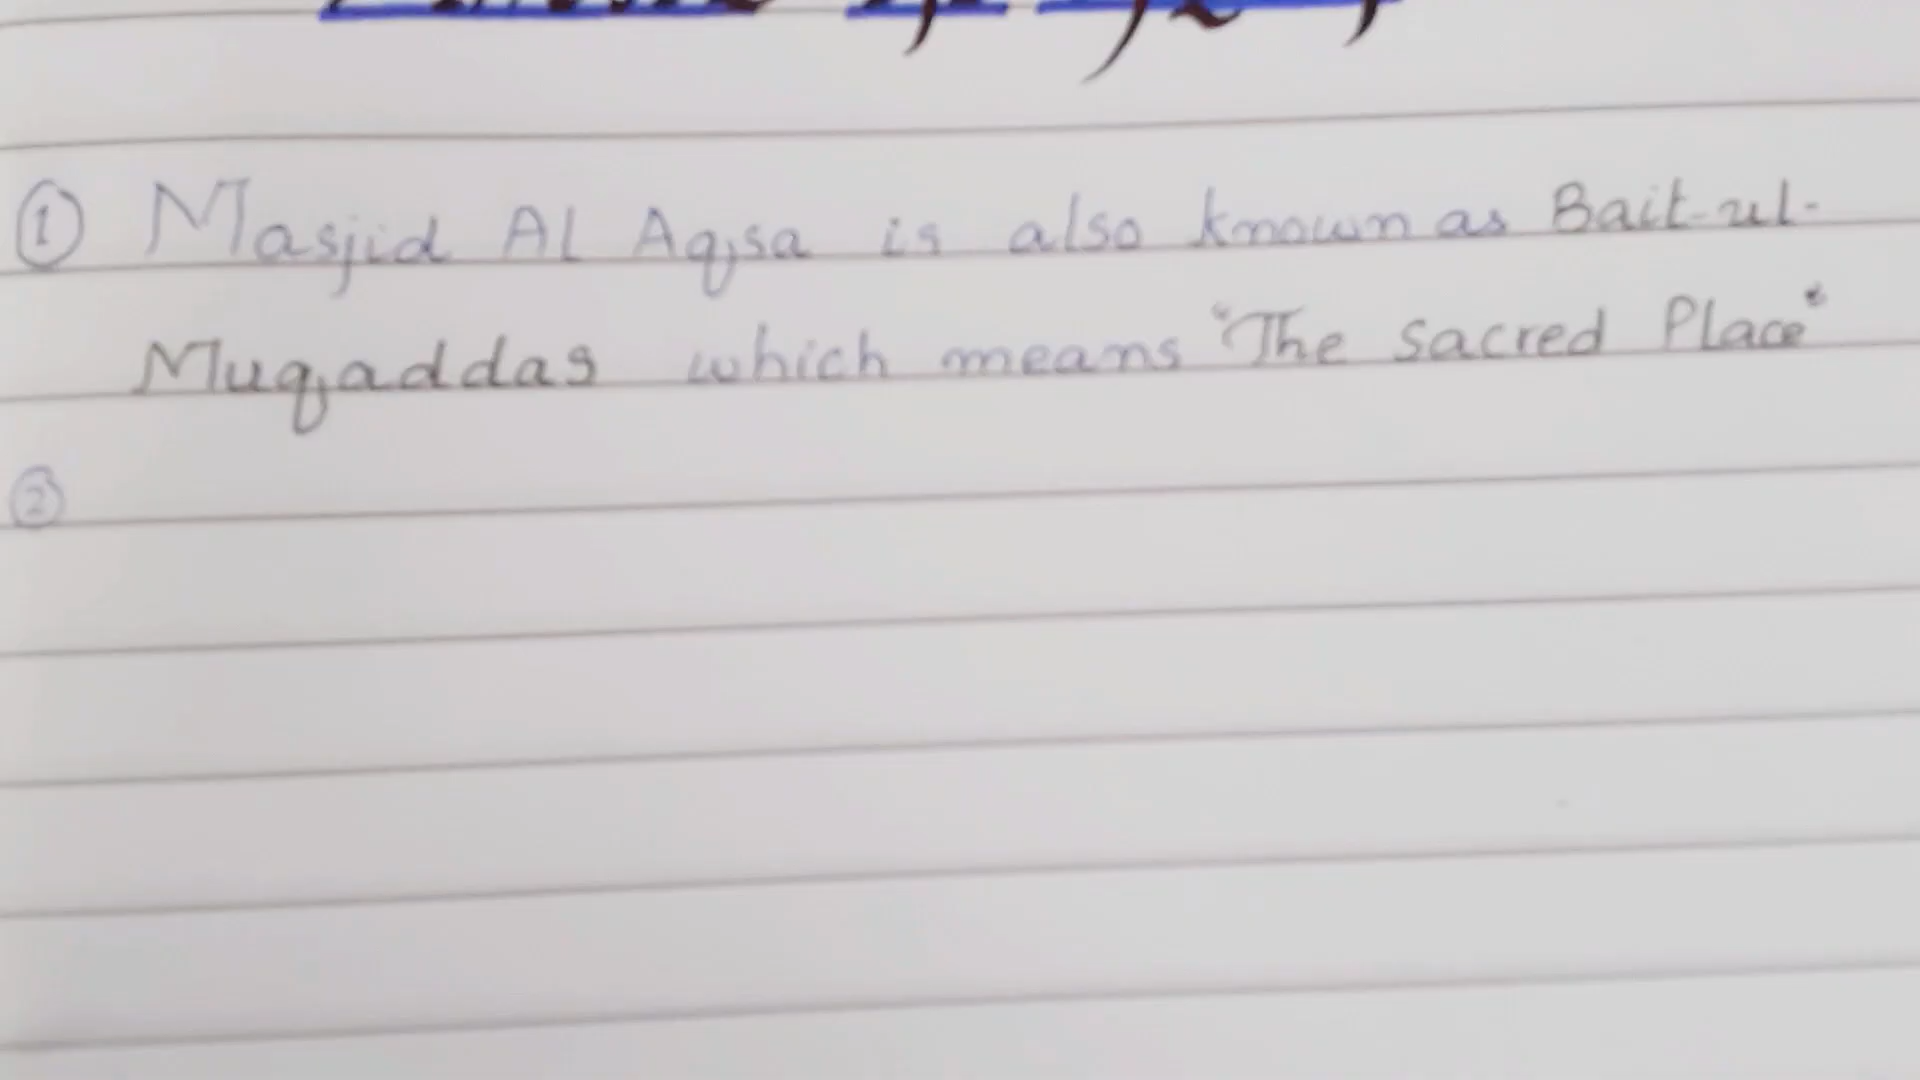 ① Masjid Al Aqsa is also known as Bait-ul-
Muqaddas which means "The Sacred Place"
②